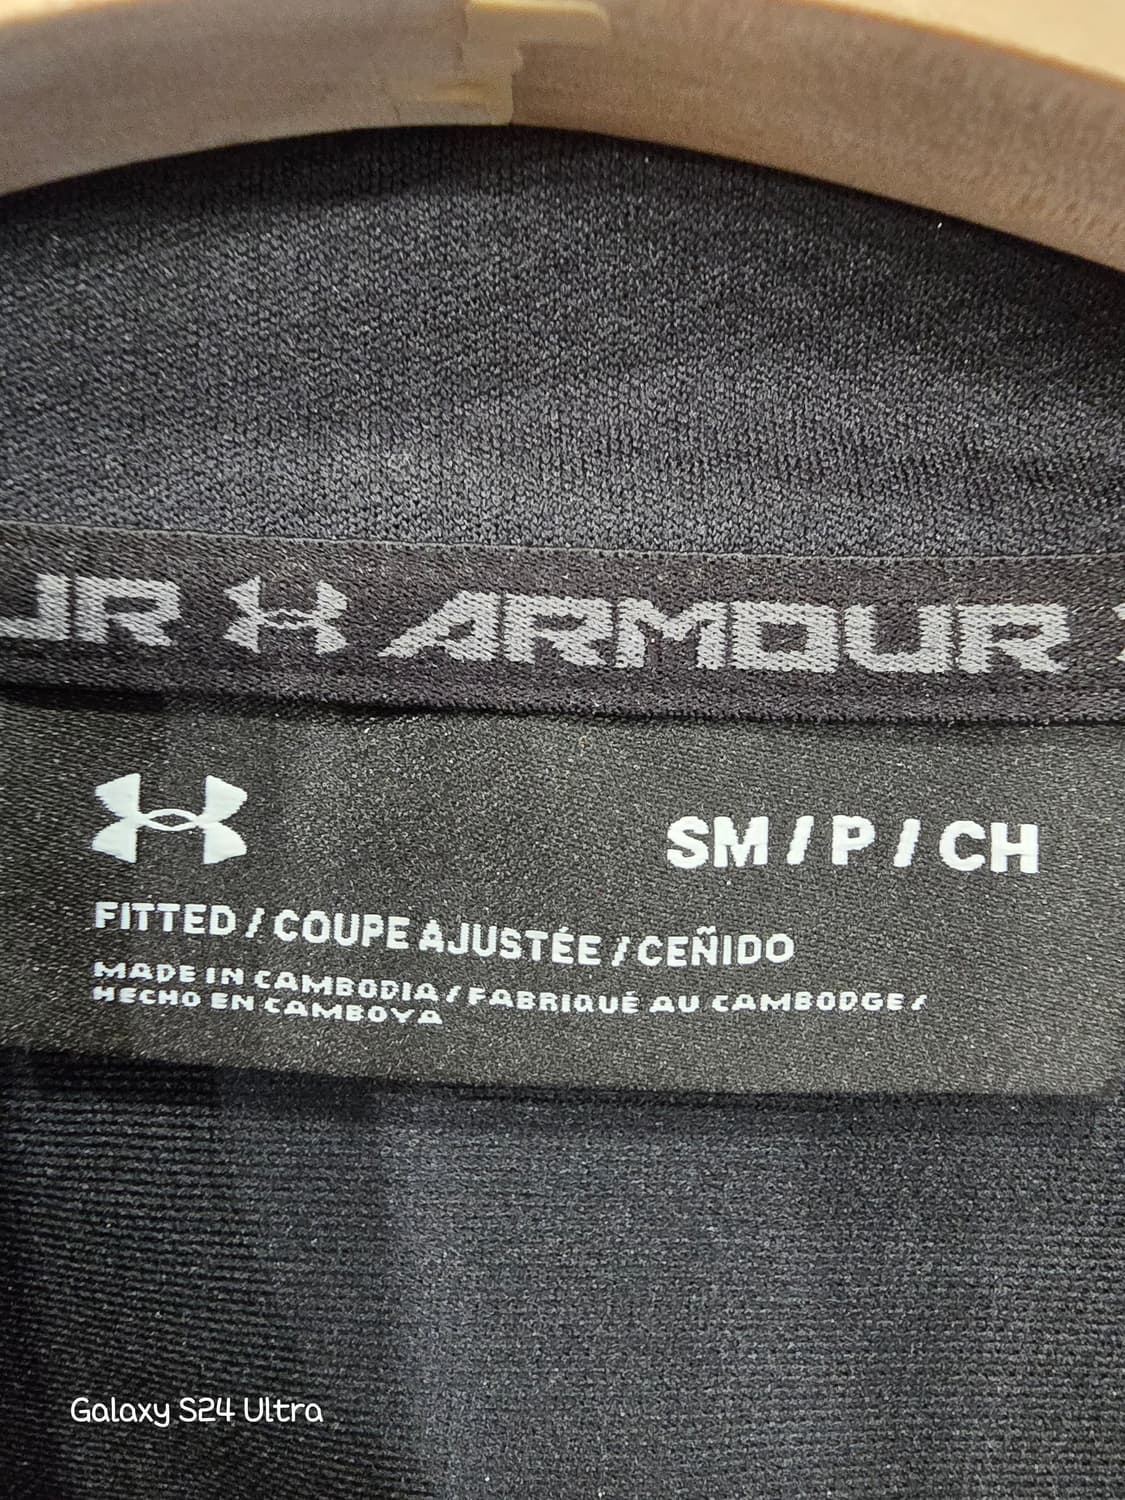 UR ARMOUR
SM / P / CH
FITTED / COUPE AJUSTÉE / CEÑIDO
MADE IN CAMBODIA / FABRIQUÉ AU CAMBODGE /
HECHO EN CAMBOYA
Galaxy S24 Ultra